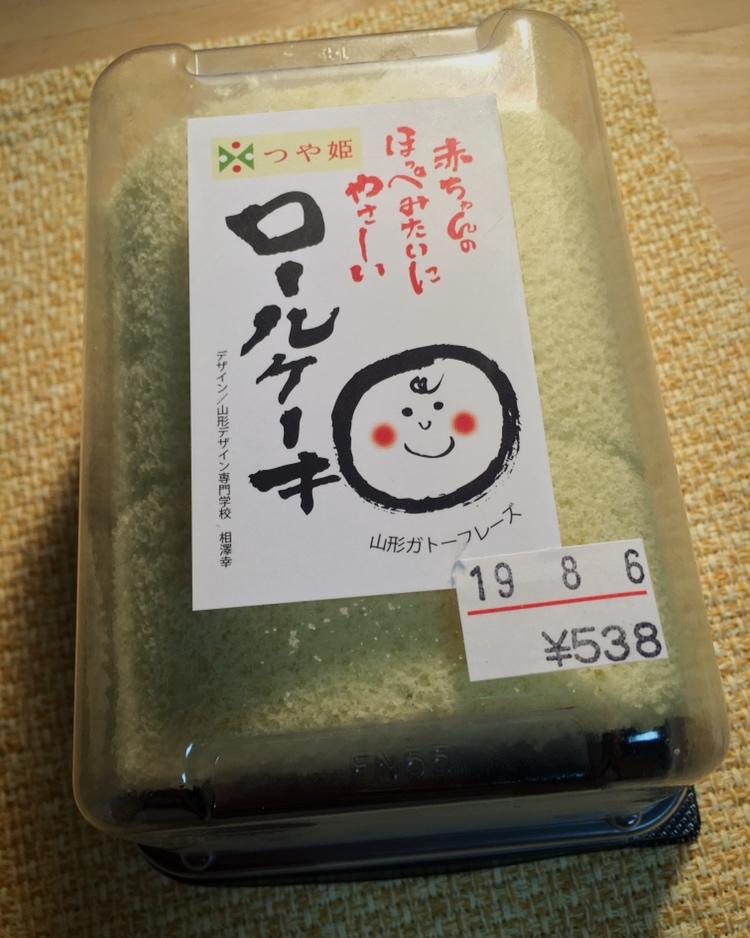 つや姫
赤ちゃんの
ほっぺみたいに
やさしい
ロールケーキ
デザイン/山形デザイン専門学校 相澤幸
山形ガトーフレーズ
19 8 6
¥538
FN55